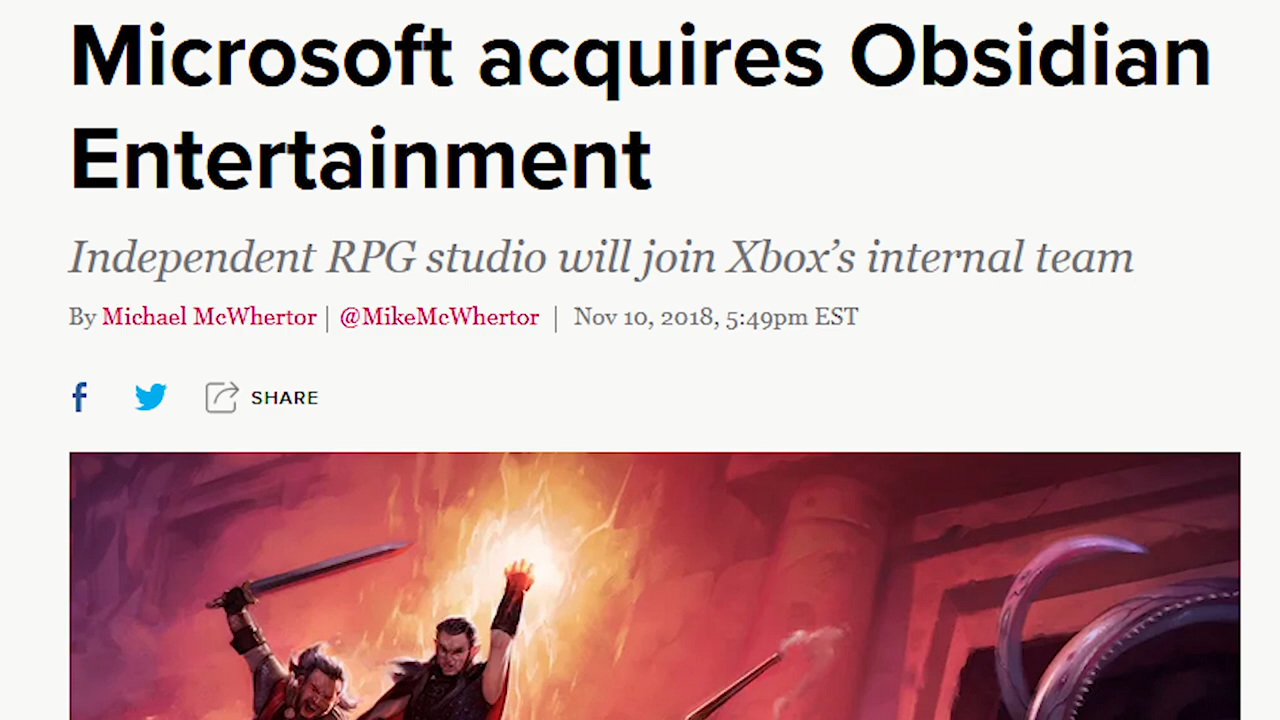 Microsoft acquires Obsidian
Entertainment
Independent RPG studio will join Xbox’s internal team
By Michael McWhertor | @MikeMcWhertor | Nov 10, 2018, 5:49pm EST
SHARE